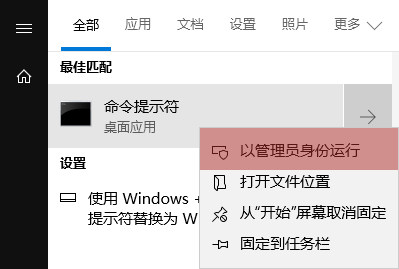 全部 应用 文档 设置 照片 更多
最佳匹配
命令提示符
桌面应用
以管理员身份运行
打开文件位置
从“开始”屏幕取消固定
固定到任务栏
设置
使用 Windows +
提示符替换为 W